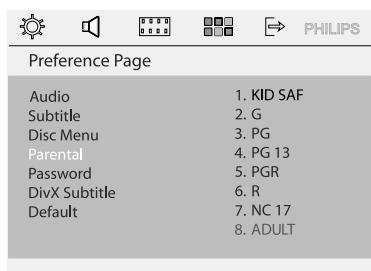 PHILIPS
Preference Page
Audio
Subtitle
Disc Menu
Parental
Password
DivX Subtitle
Default
1. KID SAF
2. G
3. PG
4. PG 13
5. PGR
6. R
7. NC 17
8. ADULT